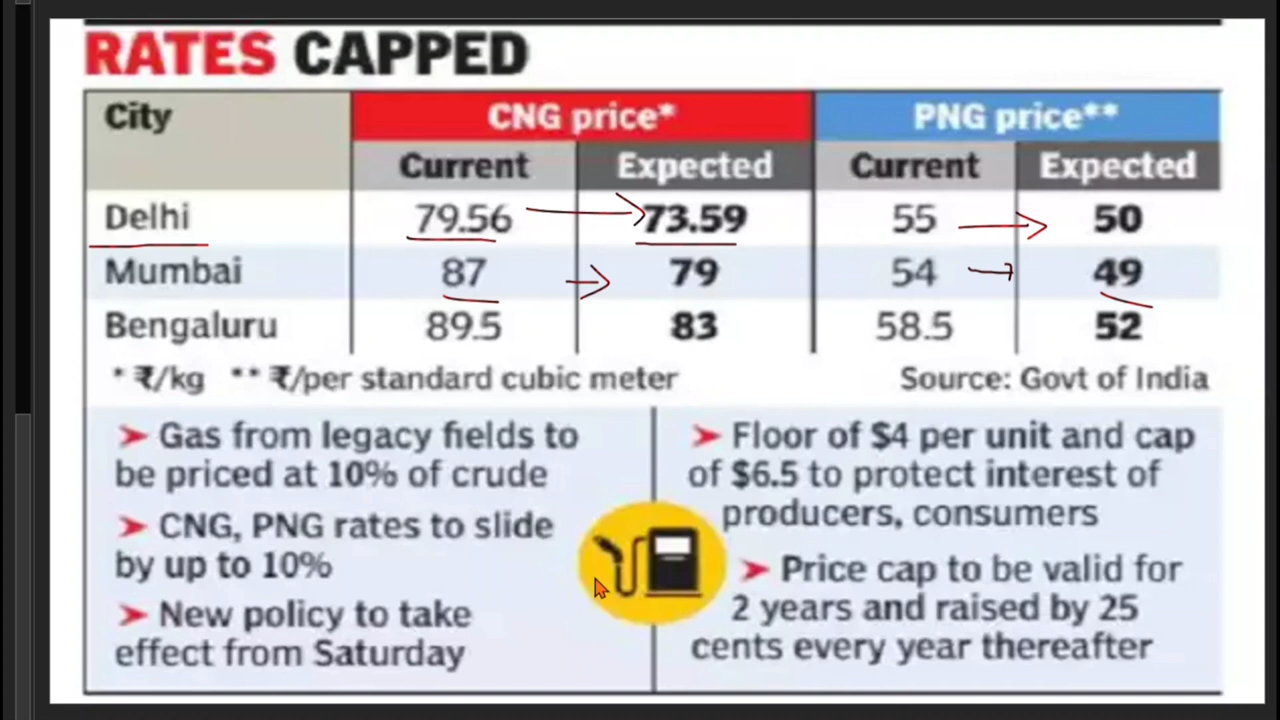 RATES CAPPED
City CNG price* PNG price**
Current Expected Current Expected
Delhi 79.56 73.59 55 50
Mumbai 87 79 54 49
Bengaluru 89.5 83 58.5 52
* ₹/kg ** ₹/per standard cubic meter Source: Govt of India
➤ Gas from legacy fields to
be priced at 10% of crude
➤ CNG, PNG rates to slide
by up to 10%
➤ New policy to take
effect from Saturday
➤ Floor of $4 per unit and cap
of $6.5 to protect interest of
producers, consumers
➤ Price cap to be valid for
2 years and raised by 25
cents every year thereafter